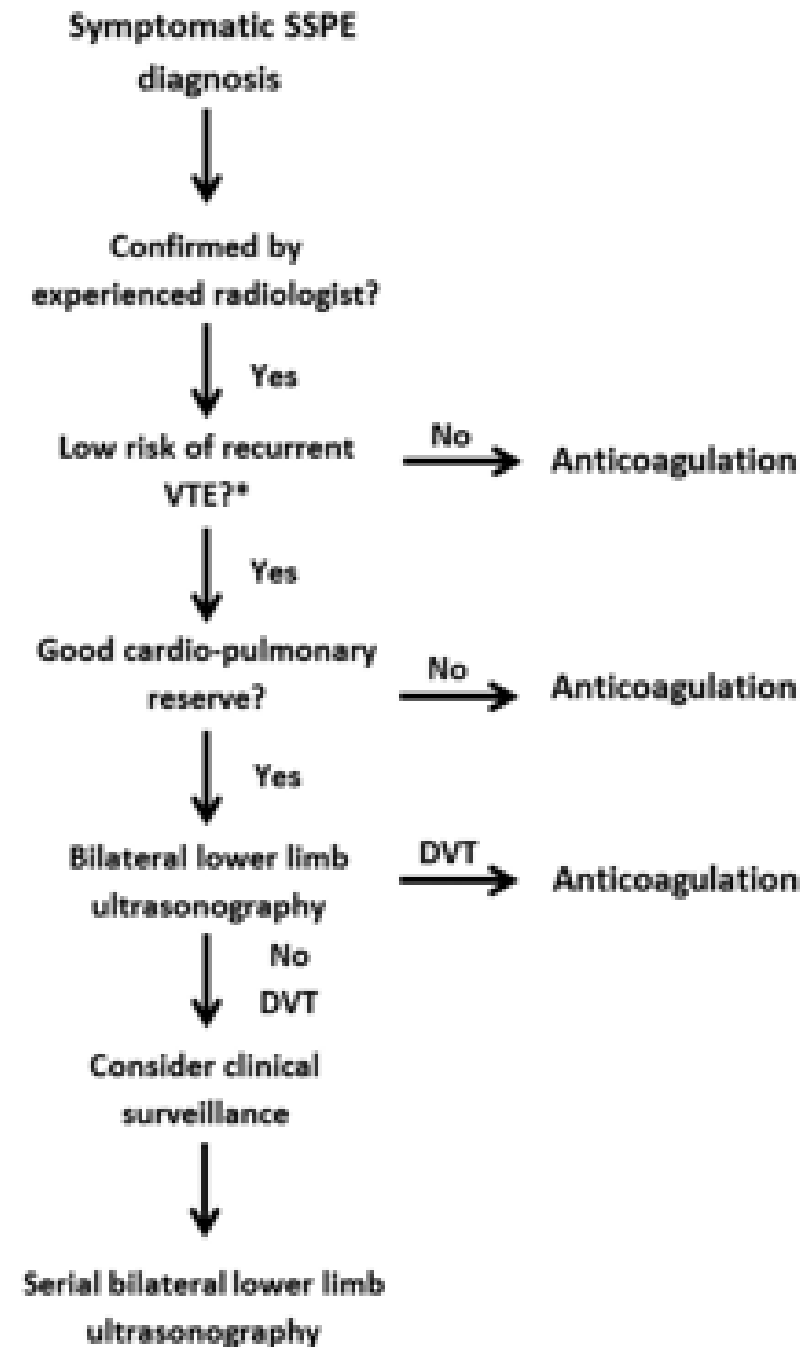 Symptomatic SSPE
diagnosis
Confirmed by
experienced radiologist?
Yes
Low risk of recurrent
VTE?*
No
Anticoagulation
Yes
Good cardio-pulmonary
reserve?
No
Anticoagulation
Yes
Bilateral lower limb
ultrasonography
DVT
Anticoagulation
No
DVT
Consider clinical
surveillance
Serial bilateral lower limb
ultrasonography